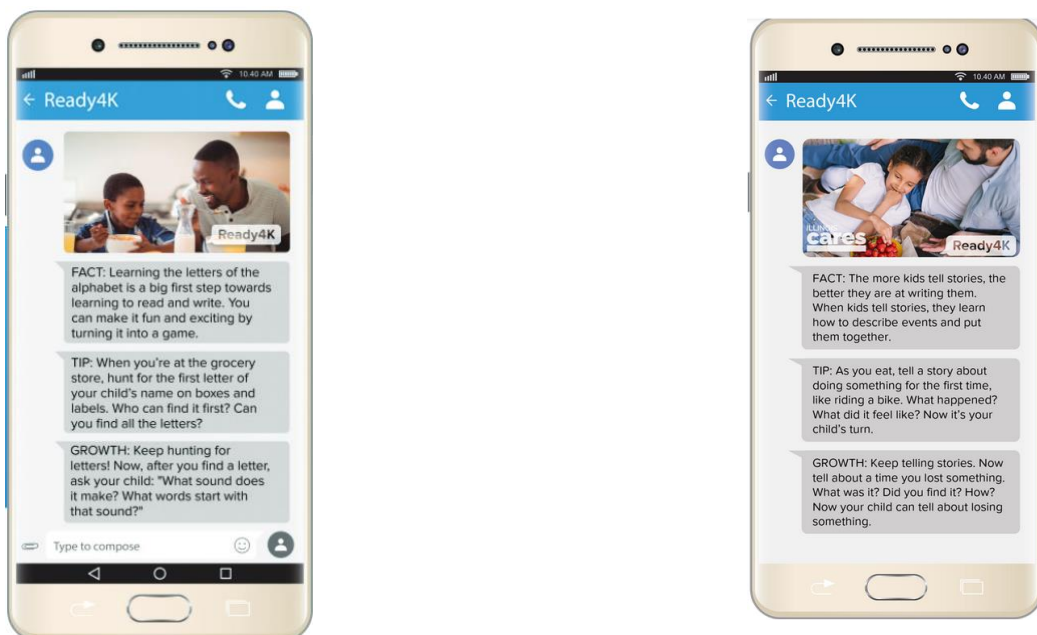 10.40 AM
Ready4K
Ready4K
FACT: Learning the letters of the
alphabet is a big first step towards
learning to read and write. You
can make it fun and exciting by
turning it into a game.
TIP: When you're at the grocery
store, hunt for the first letter of
your child's name on boxes and
labels. Who can find it first? Can
you find all the letters?
GROWTH: Keep hunting for
letters! Now, after you find a letter,
ask your child: "What sound does
it make? What words start with
that sound?"
Type to compose
10.40 AM
Ready4K
ILLINOIS
cares
Ready4K
FACT: The more kids tell stories, the
better they are at writing them.
When kids tell stories, they learn
how to describe events and put
them together.
TIP: As you eat, tell a story about
doing something for the first time,
like riding a bike. What happened?
What did it feel like? Now it's your
child's turn.
GROWTH: Keep telling stories. Now
tell about a time you lost something.
What was it? Did you find it? How?
Now your child can tell about losing
something.